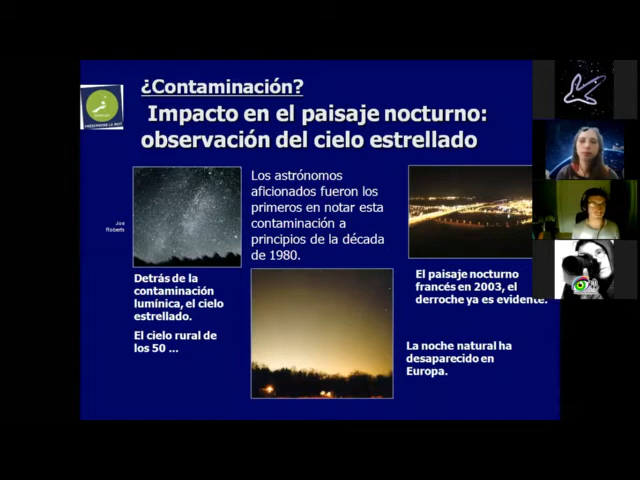 ¿Contaminación?
Impacto en el paisaje nocturno:
observación del cielo estrellado
Joe
Roberts
Los astrónomos
aficionados fueron los
primeros en notar esta
contaminación a
principios de la década
de 1980.
Detrás de la
contaminación
lumínica, el cielo
estrellado.
El cielo rural de
los 50 ...
El paisaje nocturno
francés en 2003, el
derroche ya es evidente.
La noche natural ha
desaparecido en
Europa.